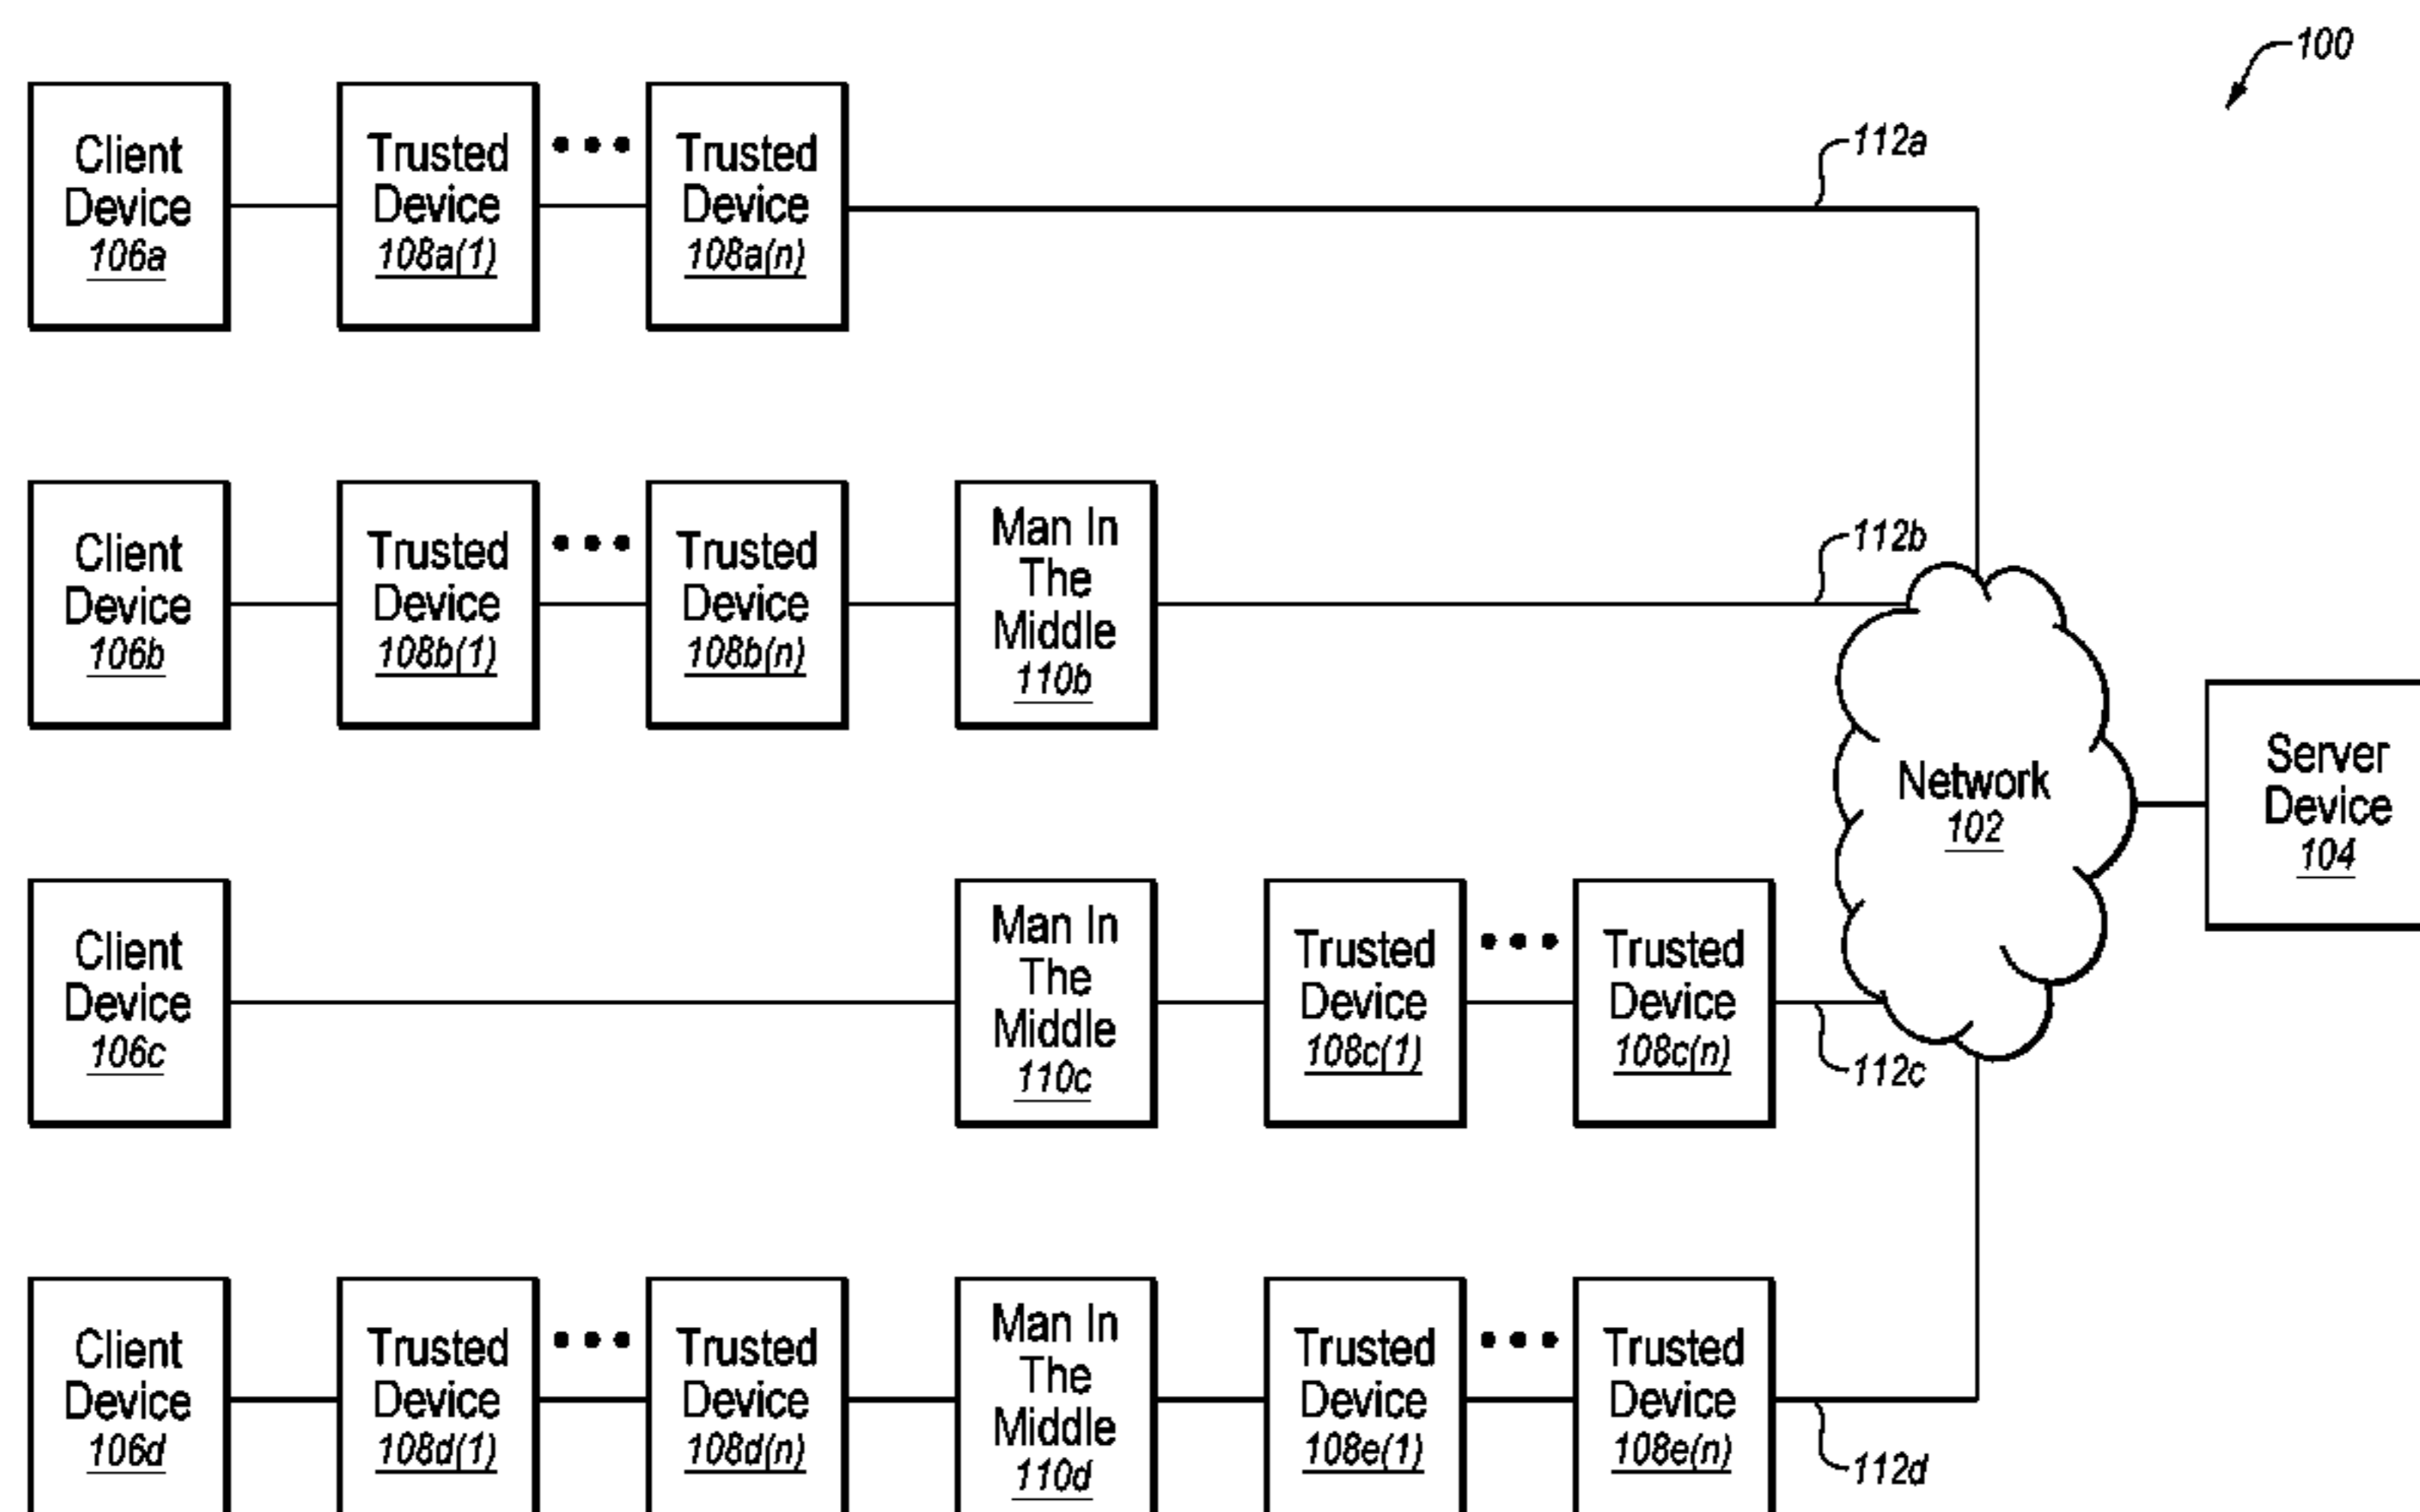 100
Client
Device
106a
Trusted
Device
108a(1)
Trusted
Device
108a(n)
112a
Client
Device
106b
Trusted
Device
108b(1)
Trusted
Device
108b(n)
Man In
The
Middle
110b
112b
Network
102
Server
Device
104
Client
Device
106c
Man In
The
Middle
110c
Trusted
Device
108c(1)
Trusted
Device
108c(n)
112c
Client
Device
106d
Trusted
Device
108d(1)
Trusted
Device
108d(n)
Man In
The
Middle
110d
Trusted
Device
108e(1)
Trusted
Device
108e(n)
112d